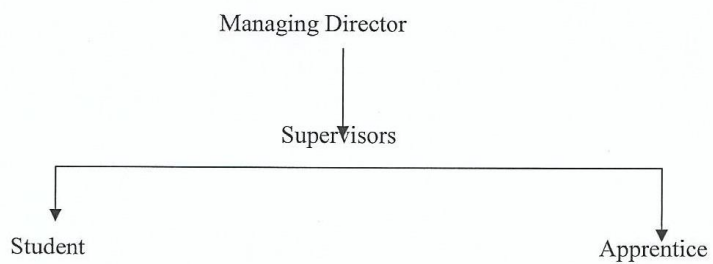 Managing Director
Supervisors
Student
Apprentice